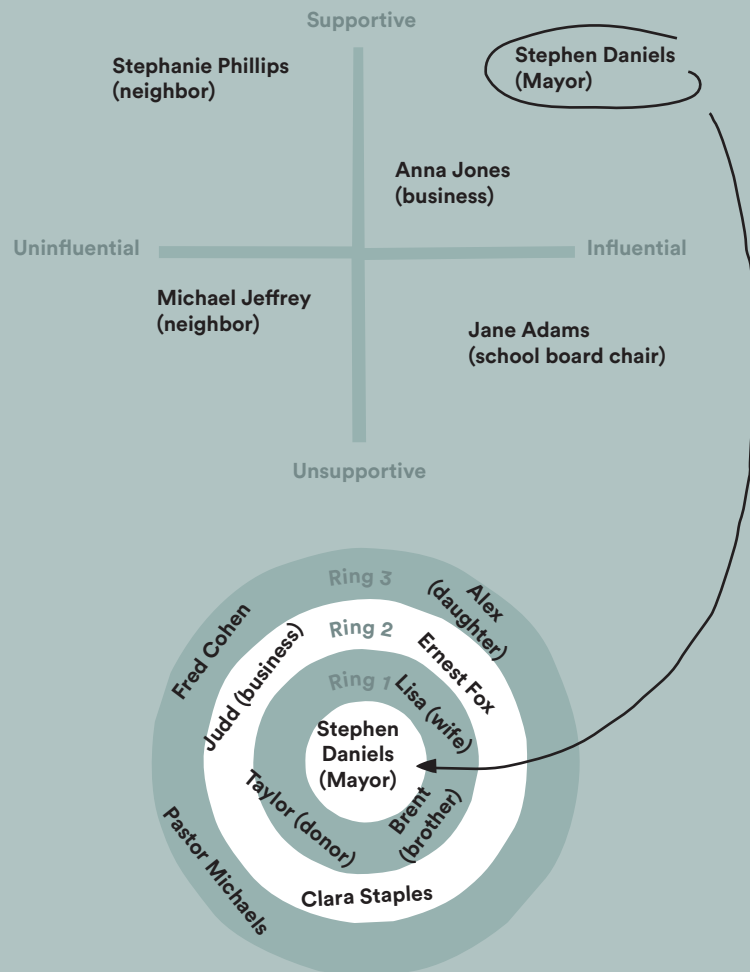 Supportive
Stephanie Phillips
(neighbor)
Stephen Daniels
(Mayor)
Anna Jones
(business)
Uninfluential
Influential
Michael Jeffrey
(neighbor)
Jane Adams
(school board chair)
Unsupportive
Ring 3
Alex
(daughter)
Fred Cohen
Ring 2
Judd (business)
Ernest Fox
Ring 1
Lisa (wife)
Stephen
Daniels
(Mayor)
Taylor (donor)
Brent
(brother)
Pastor Michaels
Clara Staples